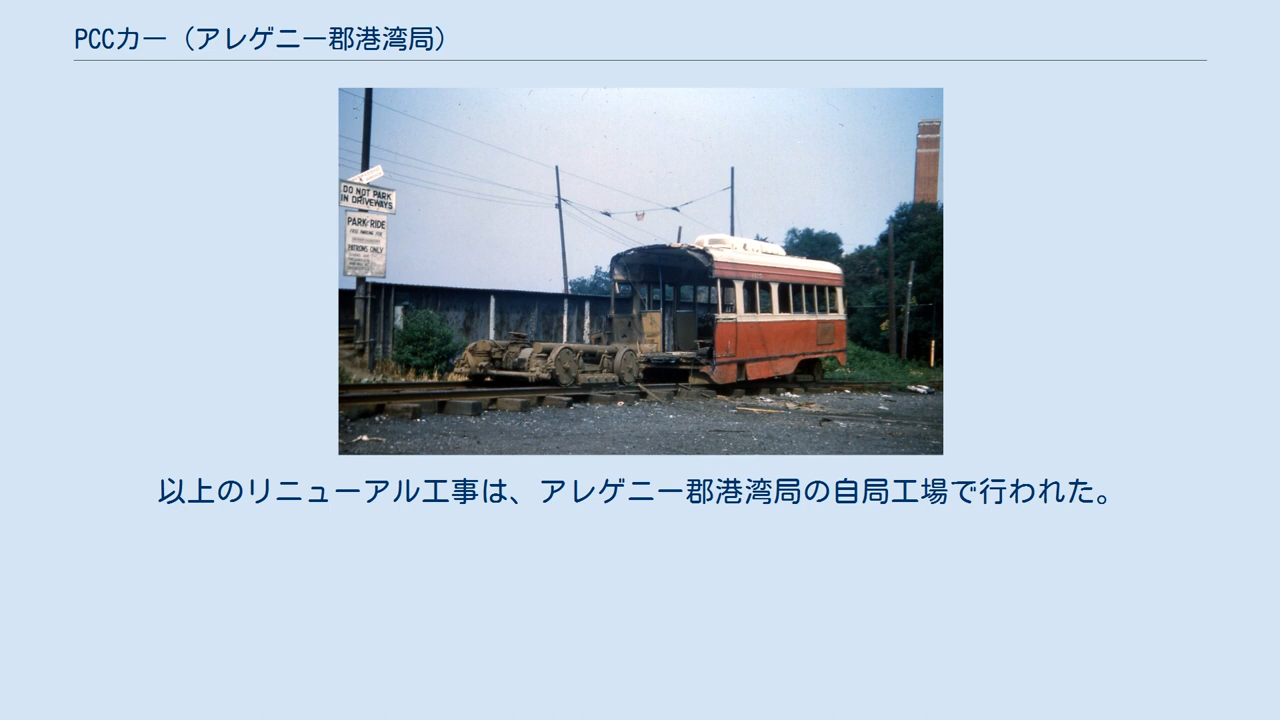 PCCカー（アレゲニー郡港湾局）
DO NOT PARK
IN DRIVEWAYS
PARK RIDE
PATRONS ONLY
以上のリニューアル工事は、アレゲニー郡港湾局の自局工場で行われた。